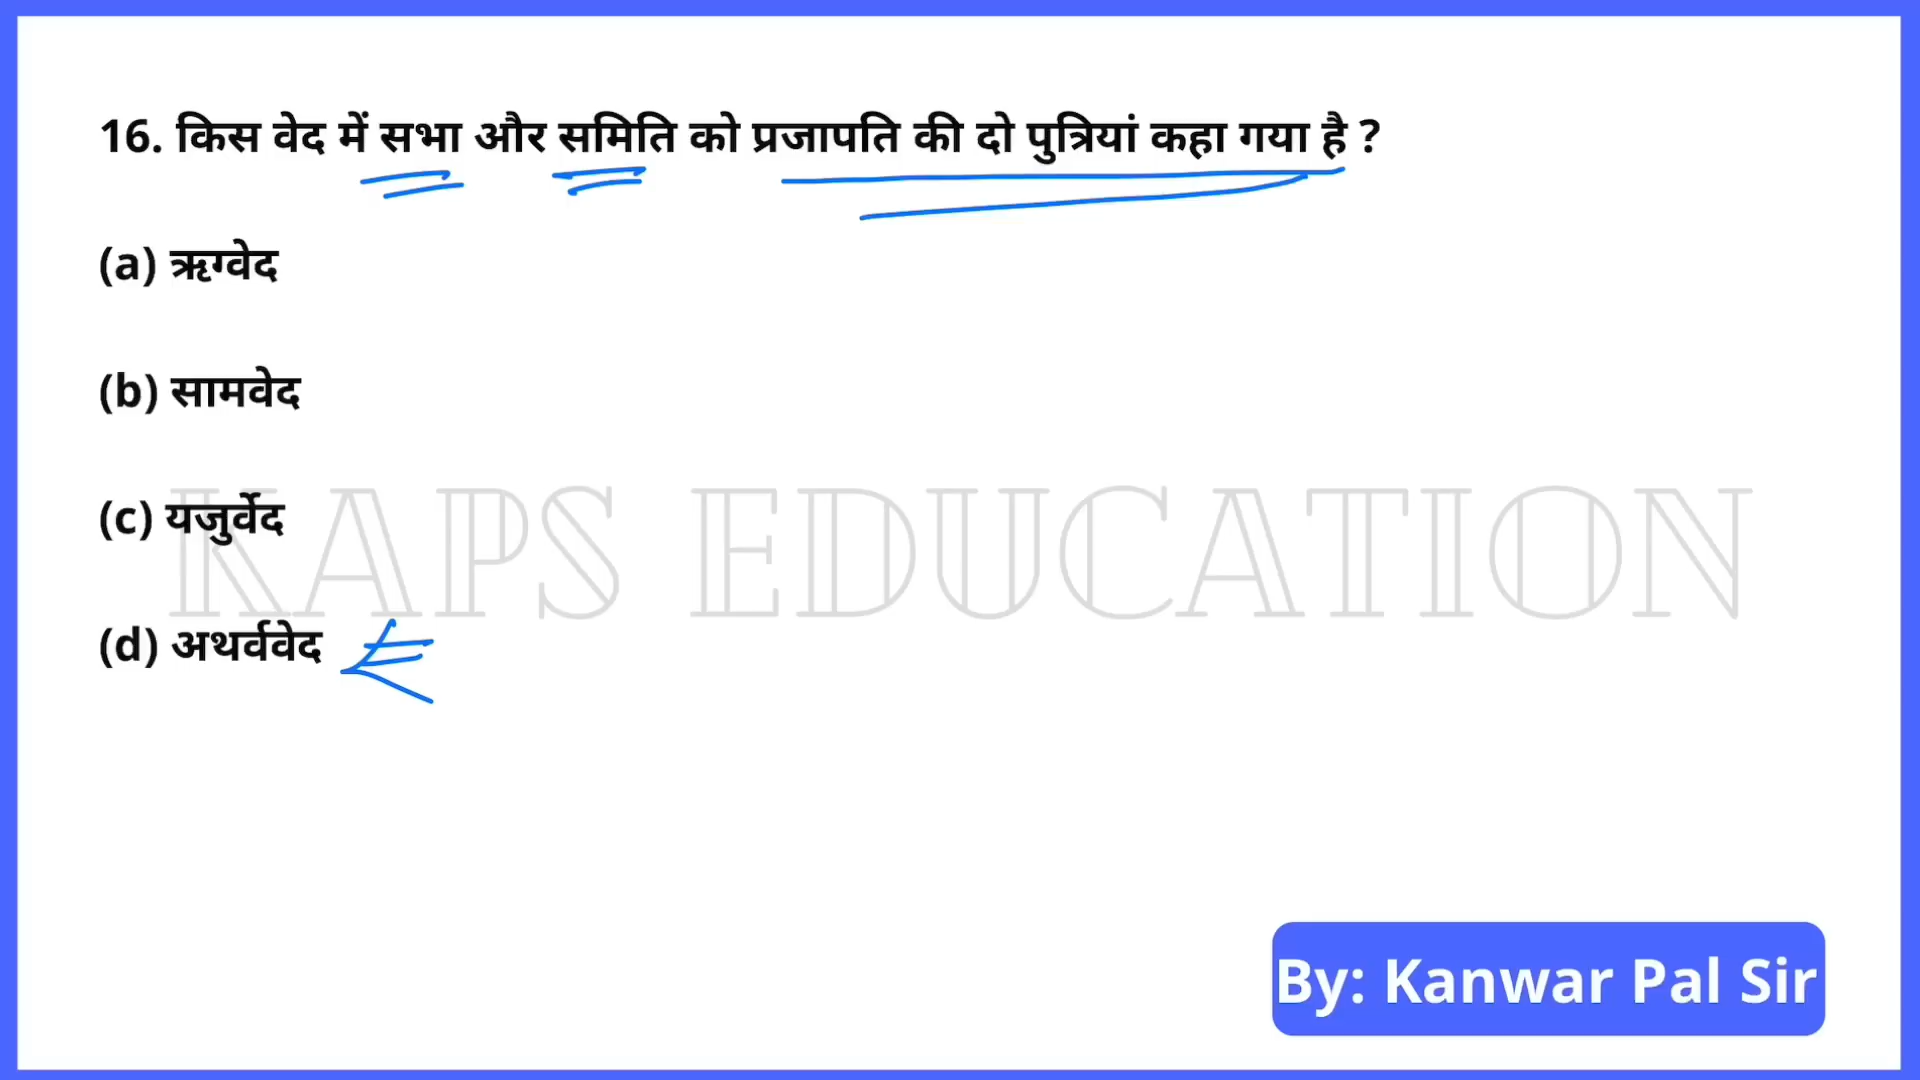 16. किस वेद में सभा और समिति को प्रजापति की दो पुत्रियां कहा गया है ?
(a) ऋग्वेद
(b) सामवेद
(c) यजुर्वेद
KAPS EDUCATION
(d) अथर्ववेद
By: Kanwar Pal Sir